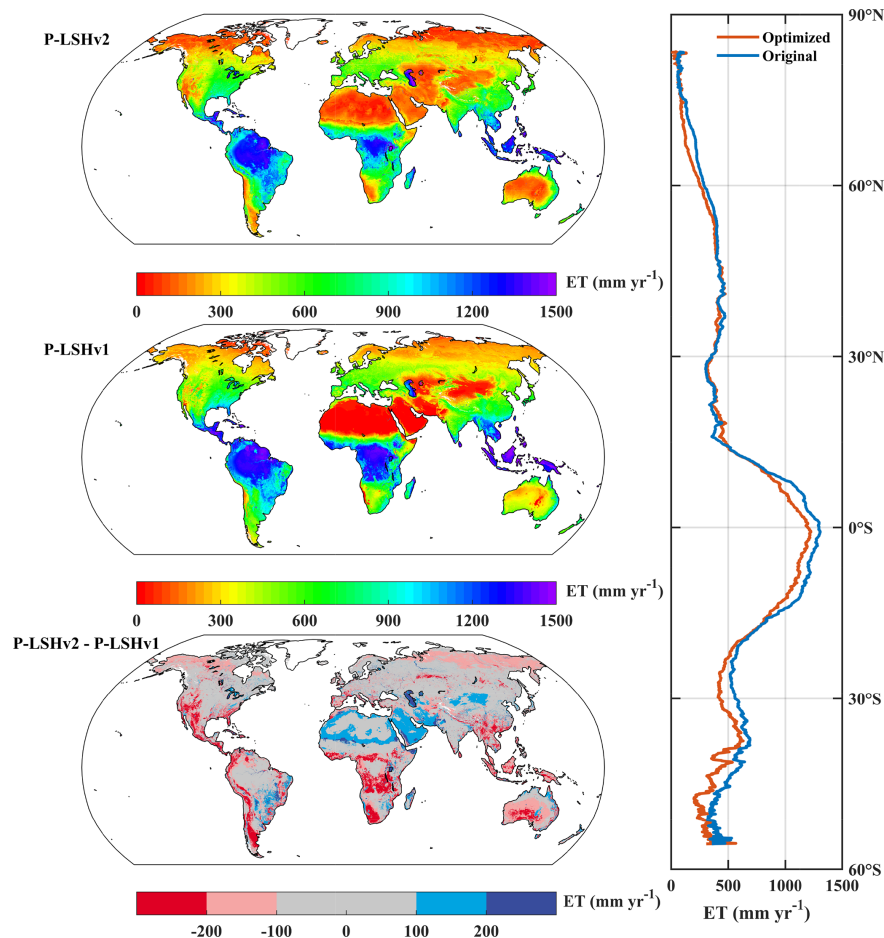 P-LSHv2
ET (mm yr-1)
0 300 600 900 1200 1500
P-LSHv1
ET (mm yr-1)
0 300 600 900 1200 1500
P-LSHv2 - P-LSHv1
ET (mm yr-1)
-200 -100 0 100 200
Optimized
Original
90°N
60°N
30°N
0°S
30°S
60°S
0 500 1000 1500
ET (mm yr-1)